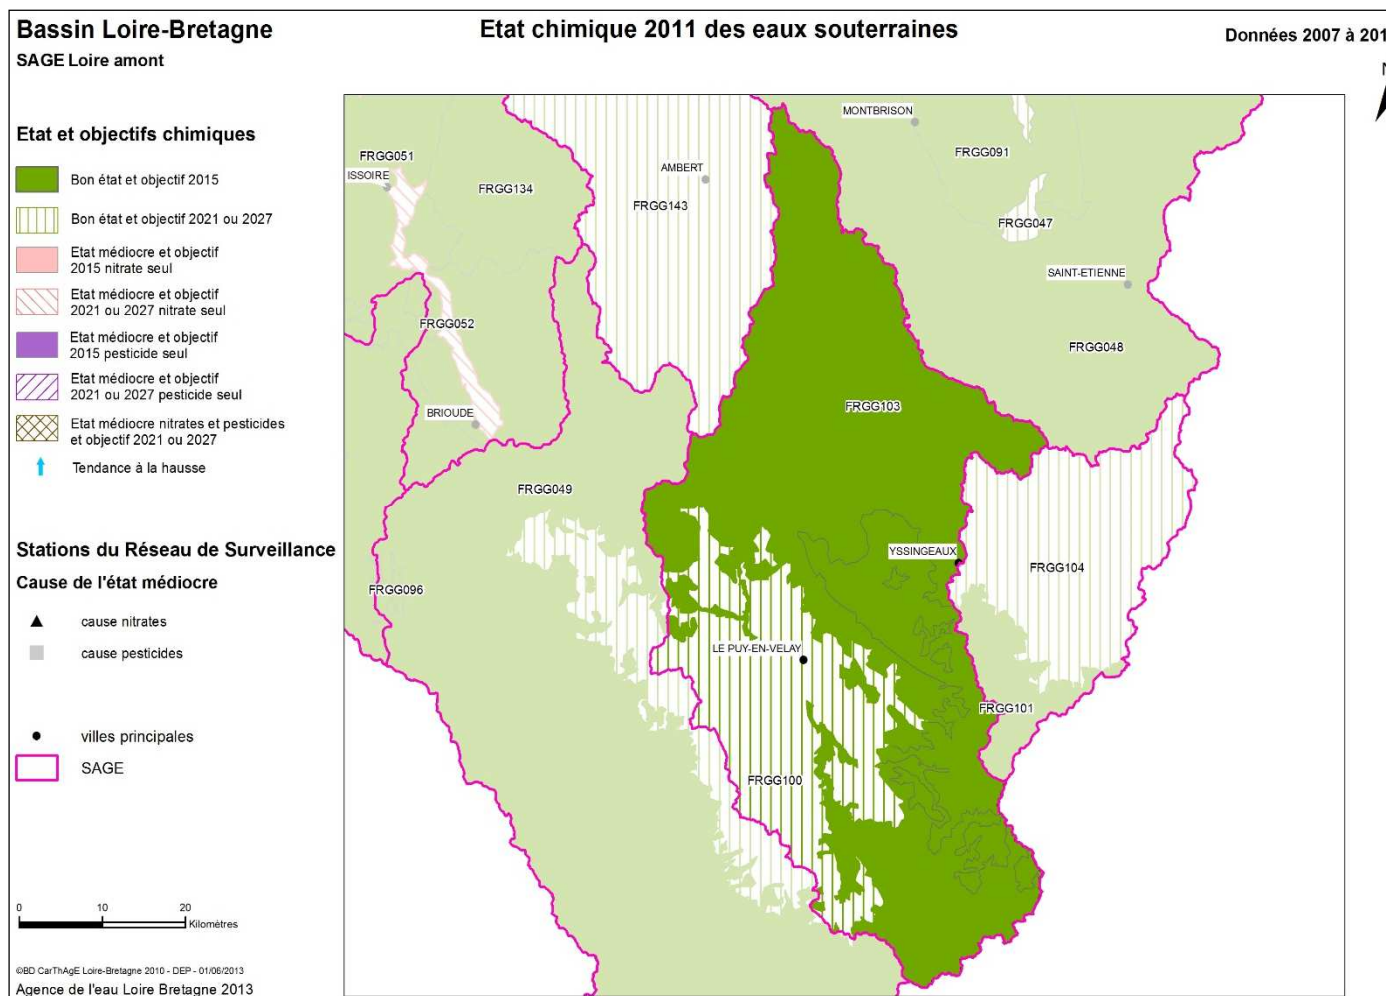 Bassin Loire-Bretagne
SAGE Loire amont
Etat chimique 2011 des eaux souterraines
Données 2007 à 201
N
Etat et objectifs chimiques
Bon état et objectif 2015
Bon état et objectif 2021 ou 2027
Etat médiocre et objectif
2015 nitrate seul
Etat médiocre et objectif
2021 ou 2027 nitrate seul
Etat médiocre et objectif
2015 pesticide seul
Etat médiocre et objectif
2021 ou 2027 pesticide seul
Etat médiocre nitrates et pesticides
et objectif 2021 ou 2027
Tendance à la hausse
Stations du Réseau de Surveillance
Cause de l'état médiocre
cause nitrates
cause pesticides
villes principales
SAGE
0 10 20
Kilomètres
©BD CarThAgE Loire-Bretagne 2010 - DEP - 01/06/2013
Agence de l'eau Loire Bretagne 2013
MONTBRISON
FRGG051
ISSOIRE
FRGG134
AMBERT
FRGG143
FRGG091
FRGG047
SAINT-ETIENNE
FRGG052
FRGG048
BRIOUDE
FRGG103
FRGG049
YSSINGEAUX
FRGG104
FRGG096
LE PUY-EN-VELAY
FRGG101
FRGG100